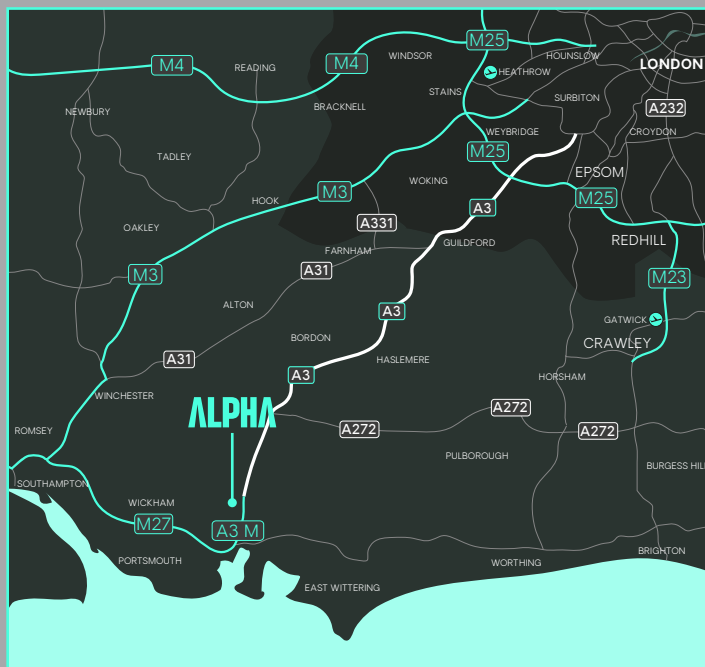 M25
M4
M4
WINDSOR
HOUNSLOW
LONDON
READING
HEATHROW
STAINS
SURBITON
A232
NEWBURY
BRACKNELL
WEYBRIDGE
CROYDON
TADLEY
M25
EPSOM
WOKING
M3
M25
HOOK
A3
A331
OAKLEY
GUILDFORD
REDHILL
FARNHAM
A31
M3
M23
ALTON
A3
GATWICK
BORDON
CRAWLEY
A31
HASLEMERE
A3
HORSHAM
WINCHESTER
ALPHA
A272
ROMSEY
A272
A272
PULBOROUGH
BURGESS HILL
SOUTHAMPTON
WICKHAM
M27
A3 M
BRIGHTON
PORTSMOUTH
WORTHING
EAST WITTERING